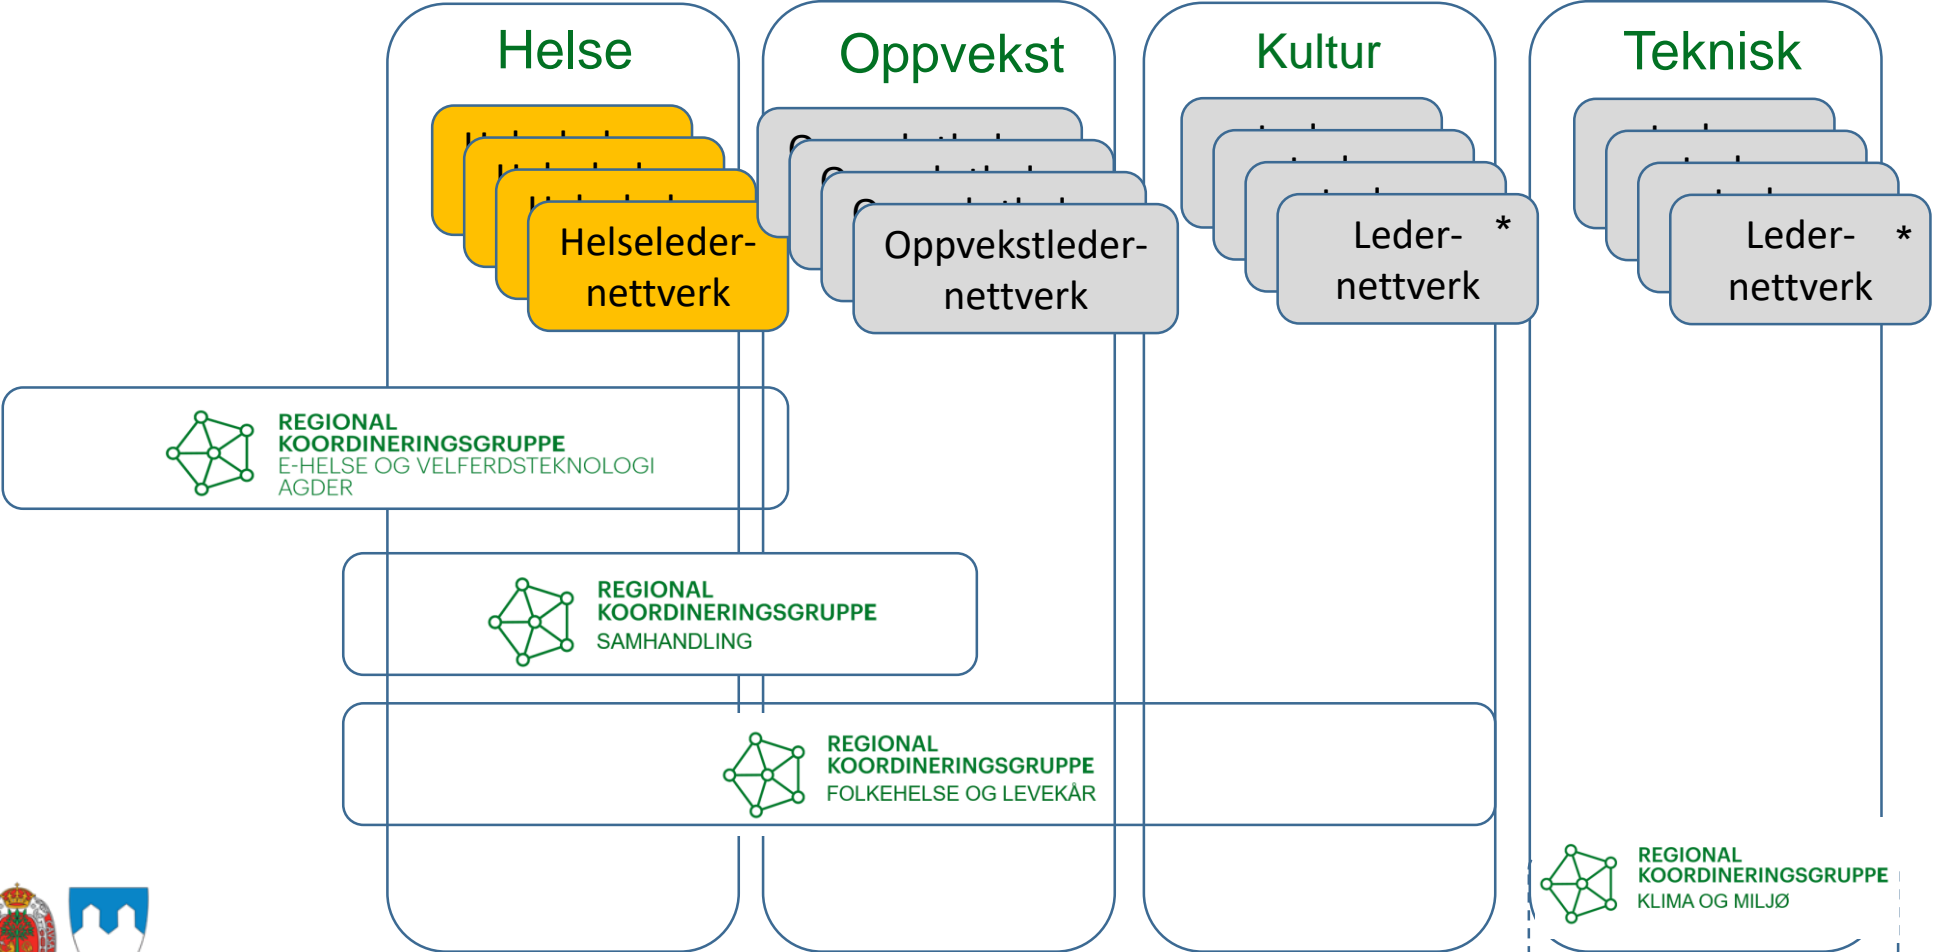 Helse
Oppvekst
Kultur
Teknisk
Helseleder-
nettverk
Oppvekstleder-
nettverk
Leder- *
nettverk
Leder- *
nettverk
REGIONAL
KOORDINERINGSGRUPPE
E-HELSE OG VELFERDSTEKNOLOGI
AGDER
REGIONAL
KOORDINERINGSGRUPPE
SAMHANDLING
REGIONAL
KOORDINERINGSGRUPPE
FOLKEHELSE OG LEVEKÅR
REGIONAL
KOORDINERINGSGRUPPE
KLIMA OG MILJØ